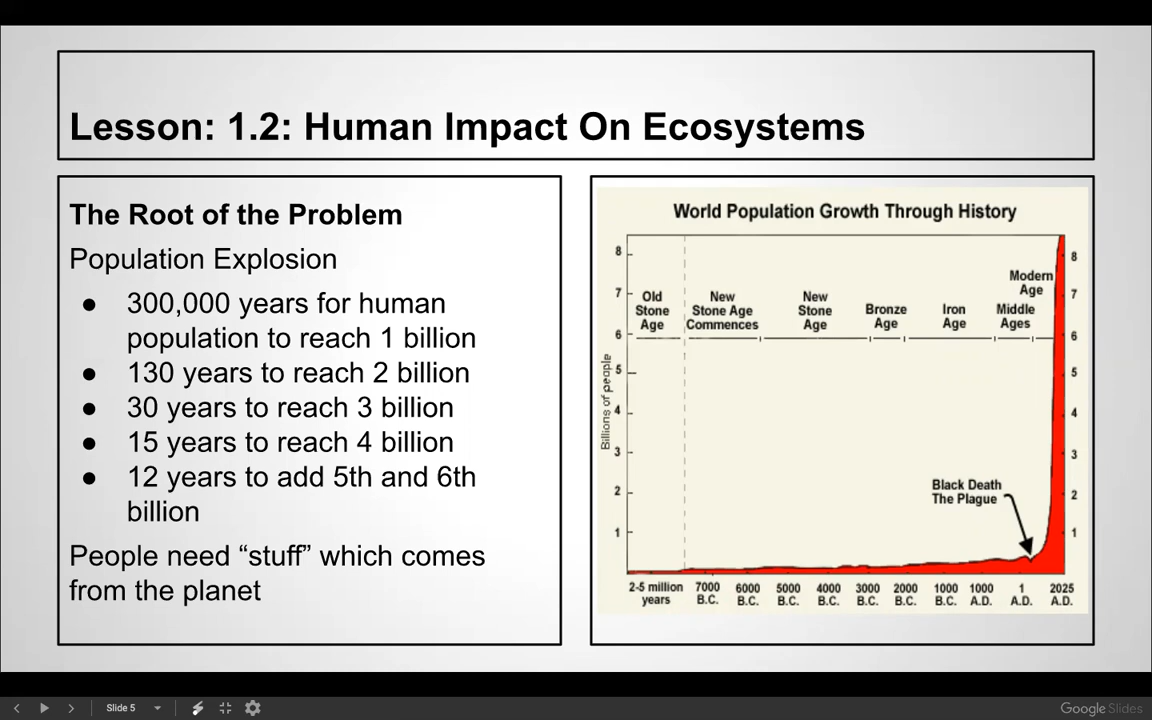 Lesson: 1.2: Human Impact On Ecosystems
The Root of the Problem
Population Explosion
● 300,000 years for human
population to reach 1 billion
● 130 years to reach 2 billion
● 30 years to reach 3 billion
● 15 years to reach 4 billion
● 12 years to add 5th and 6th
billion
People need “stuff” which comes
from the planet
World Population Growth Through History
Billions of people
8
7
6
5
4
3
2
1
Old
Stone
Age
New
Stone Age
Commences
New
Stone
Age
Bronze
Age
Iron
Age
Middle
Ages
Modern
Age
Black Death
The Plague
8
7
6
5
4
3
2
1
2-5 million
years
7000
B.C.
6000
B.C.
5000
B.C.
4000
B.C.
3000
B.C.
2000
B.C.
1000
B.C.
1000
A.D.
1
A.D.
2025
A.D.
Slide 5
Google Slides